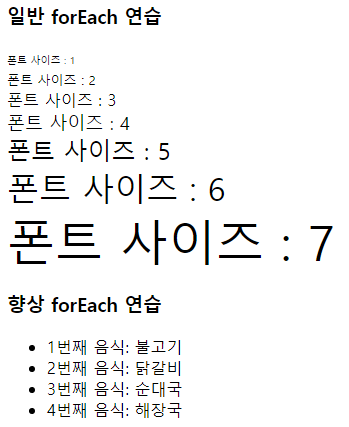 일반 forEach 연습
폰트 사이즈 : 1
폰트 사이즈 : 2
폰트 사이즈 : 3
폰트 사이즈 : 4
폰트 사이즈 : 5
폰트 사이즈 : 6
폰트 사이즈 : 7
향상 forEach 연습
• 1번째 음식: 불고기
• 2번째 음식: 닭갈비
• 3번째 음식: 순대국
• 4번째 음식: 해장국